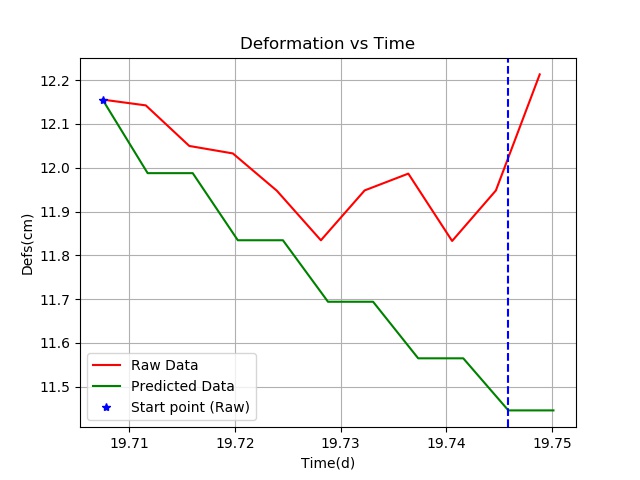 Deformation vs Time
Defs(cm)
12.2
12.1
12.0
11.9
11.8
11.7
11.6
11.5
Raw Data
Predicted Data
Start point (Raw)
19.71 19.72 19.73 19.74 19.75
Time(d)